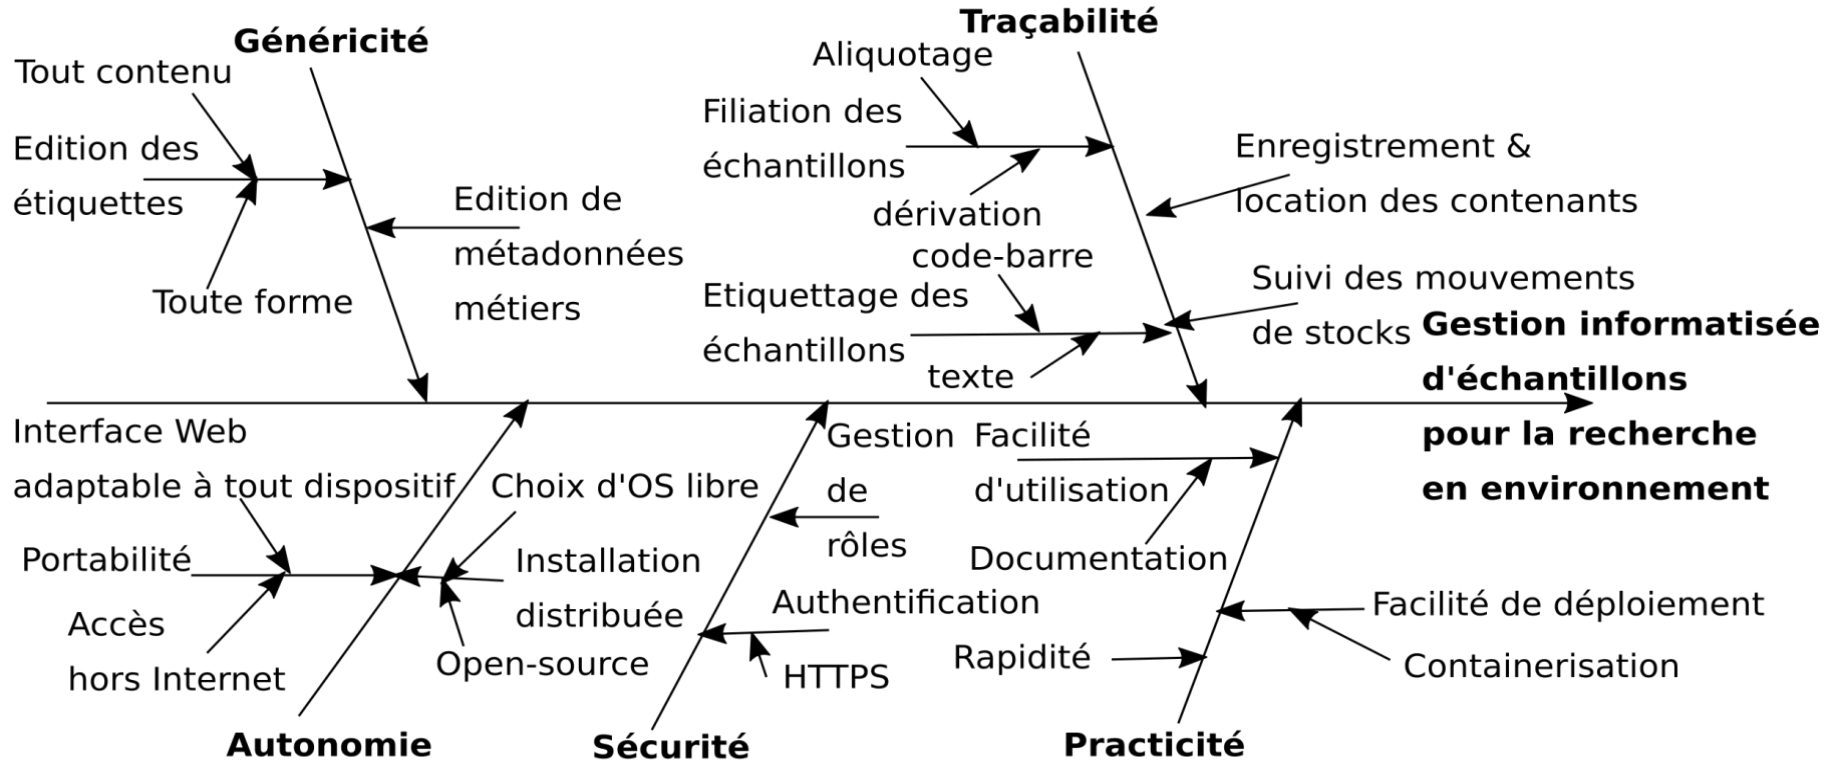 Généricité
Tout contenu
Edition des
étiquettes
Toute forme
Edition de
métadonnées
métiers
Traçabilité
Aliquotage
Filiation des
échantillons
dérivation
code-barre
Etiquettage des
échantillons
texte
Enregistrement &
location des contenants
Suivi des mouvements
de stocks
Gestion informatisée
d'échantillons
pour la recherche
en environnement
Interface Web
adaptable à tout dispositif
Portabilité
Accès
hors Internet
Choix d'OS libre
Installation
distribuée
Open-source
Autonomie
Gestion
de
rôles
Authentification
HTTPS
Sécurité
Facilité
d'utilisation
Documentation
Rapidité
Facilité de déploiement
Containerisation
Practicité